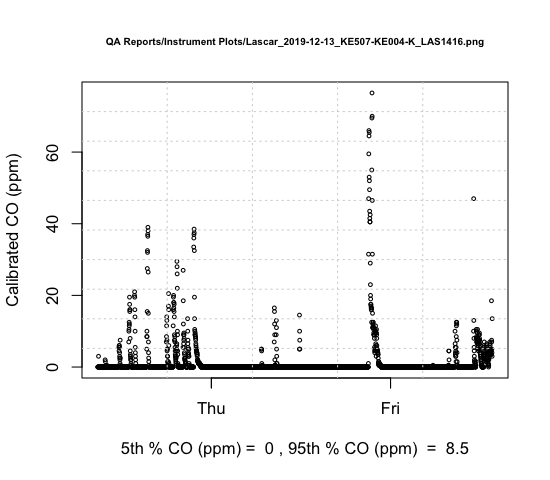 QA Reports/Instrument Plots/Lascar_2019-12-13_KE507-KE004-K_LAS1416.png
Calibrated CO (ppm)
60
40
20
0
Thu Fri
5th % CO (ppm) = 0 , 95th % CO (ppm) = 8.5